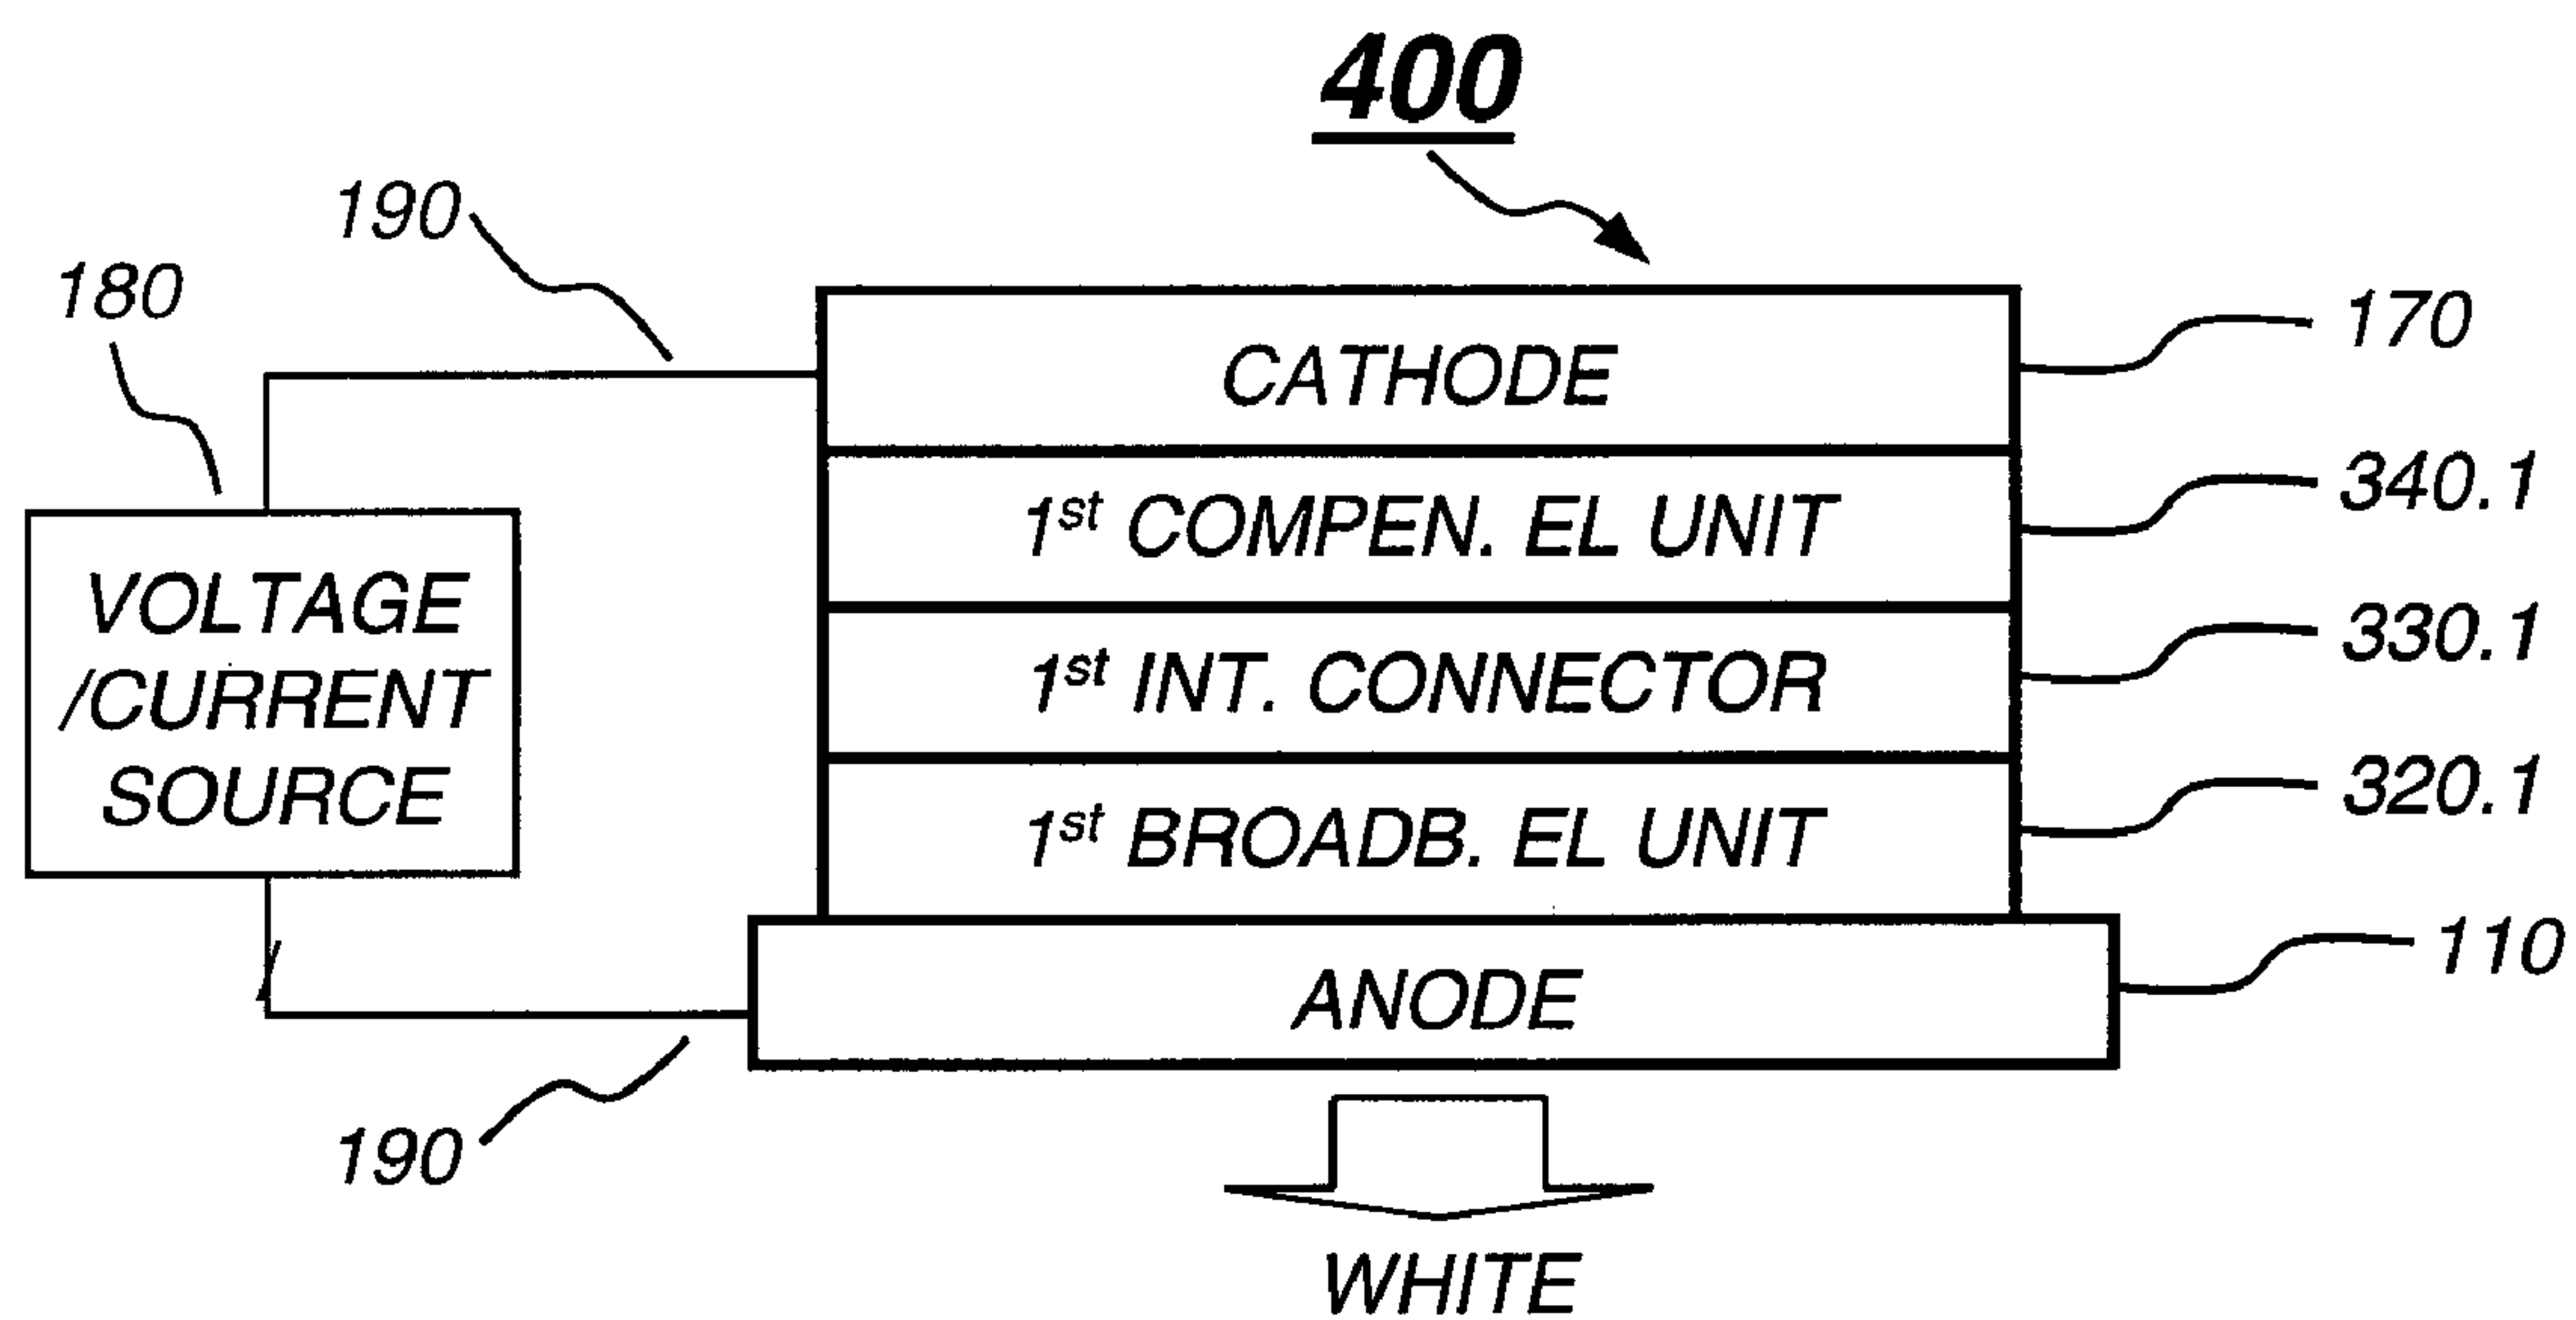 400
190
180
CATHODE
170
1st COMPEN. EL UNIT
340.1
VOLTAGE
/CURRENT
SOURCE
1st INT. CONNECTOR
330.1
1st BROADB. EL UNIT
320.1
ANODE
110
190
WHITE